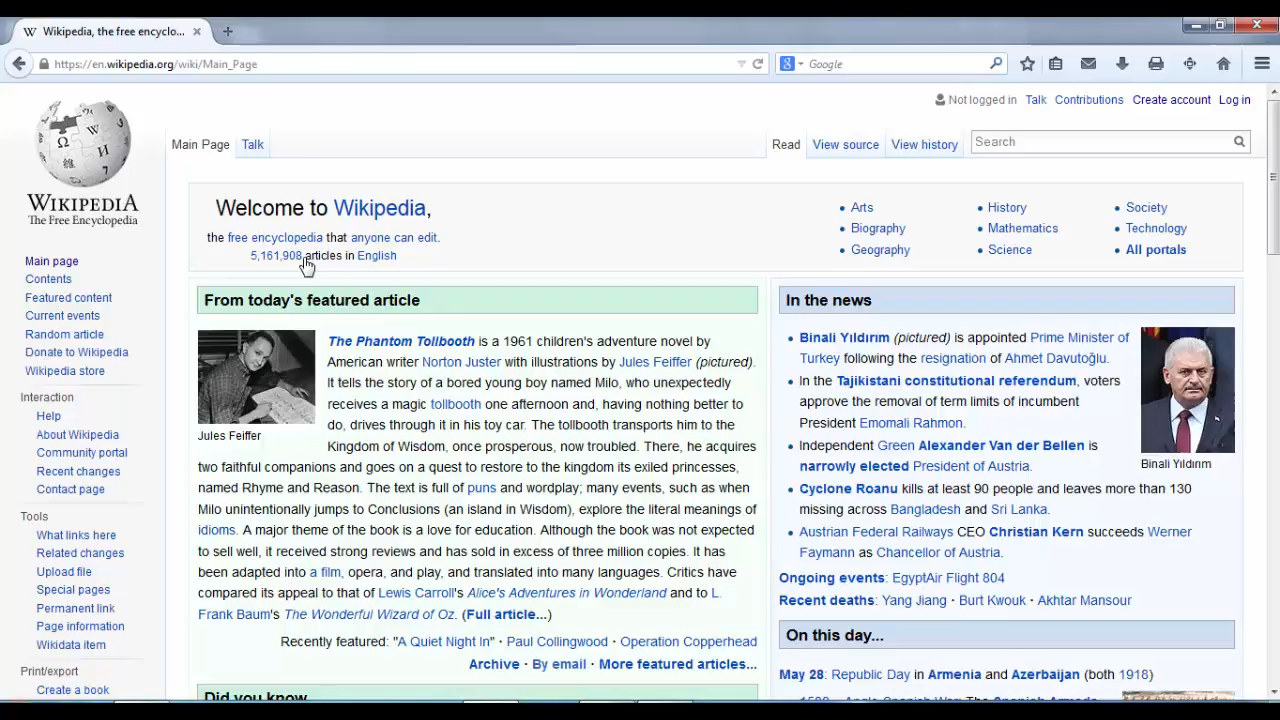 Wikipedia, the free encyclo...
https://en.wikipedia.org/wiki/Main_Page
Google
Not logged in Talk Contributions Create account Log in
WIKIPEDIA
The Free Encyclopedia
Main Page Talk
Read View source View history
Search
Welcome to Wikipedia,
the free encyclopedia that anyone can edit.
5,161,908 articles in English
Arts
Biography
Geography
History
Mathematics
Science
Society
Technology
All portals
Main page
Contents
Featured content
Current events
Random article
Donate to Wikipedia
Wikipedia store
Interaction
Help
About Wikipedia
Community portal
Recent changes
Contact page
Tools
What links here
Related changes
Upload file
Special pages
Permanent link
Page information
Wikidata item
Print/export
Create a book
From today's featured article
Jules Feiffer
The Phantom Tollbooth is a 1961 children's adventure novel by
American writer Norton Juster with illustrations by Jules Feiffer (pictured).
It tells the story of a bored young boy named Milo, who unexpectedly
receives a magic tollbooth one afternoon and, having nothing better to
do, drives through it in his toy car. The tollbooth transports him to the
Kingdom of Wisdom, once prosperous, now troubled. There, he acquires
two faithful companions and goes on a quest to restore to the kingdom its exiled princesses,
named Rhyme and Reason. The text is full of puns and wordplay; many events, such as when
Milo unintentionally jumps to Conclusions (an island in Wisdom), explore the literal meanings of
idioms. A major theme of the book is a love for education. Although the book was not expected
to sell well, it received strong reviews and has sold in excess of three million copies. It has
been adapted into a film, opera, and play, and translated into many languages. Critics have
compared its appeal to that of Lewis Carroll's Alice's Adventures in Wonderland and to L.
Frank Baum's The Wonderful Wizard of Oz. (Full article...)
Recently featured: "A Quiet Night In" · Paul Collingwood · Operation Copperhead
Archive · By email · More featured articles...
Did you know
In the news
Binali Yıldırım (pictured) is appointed Prime Minister of
Turkey following the resignation of Ahmet Davutoğlu.
In the Tajikistani constitutional referendum, voters
approve the removal of term limits of incumbent
President Emomali Rahmon.
Independent Green Alexander Van der Bellen is
narrowly elected President of Austria.
Binali Yıldırım
Cyclone Roanu kills at least 90 people and leaves more than 130
missing across Bangladesh and Sri Lanka.
Austrian Federal Railways CEO Christian Kern succeeds Werner
Faymann as Chancellor of Austria.
Ongoing events: EgyptAir Flight 804
Recent deaths: Yang Jiang · Burt Kwouk · Akhtar Mansour
On this day...
May 28: Republic Day in Armenia and Azerbaijan (both 1918)